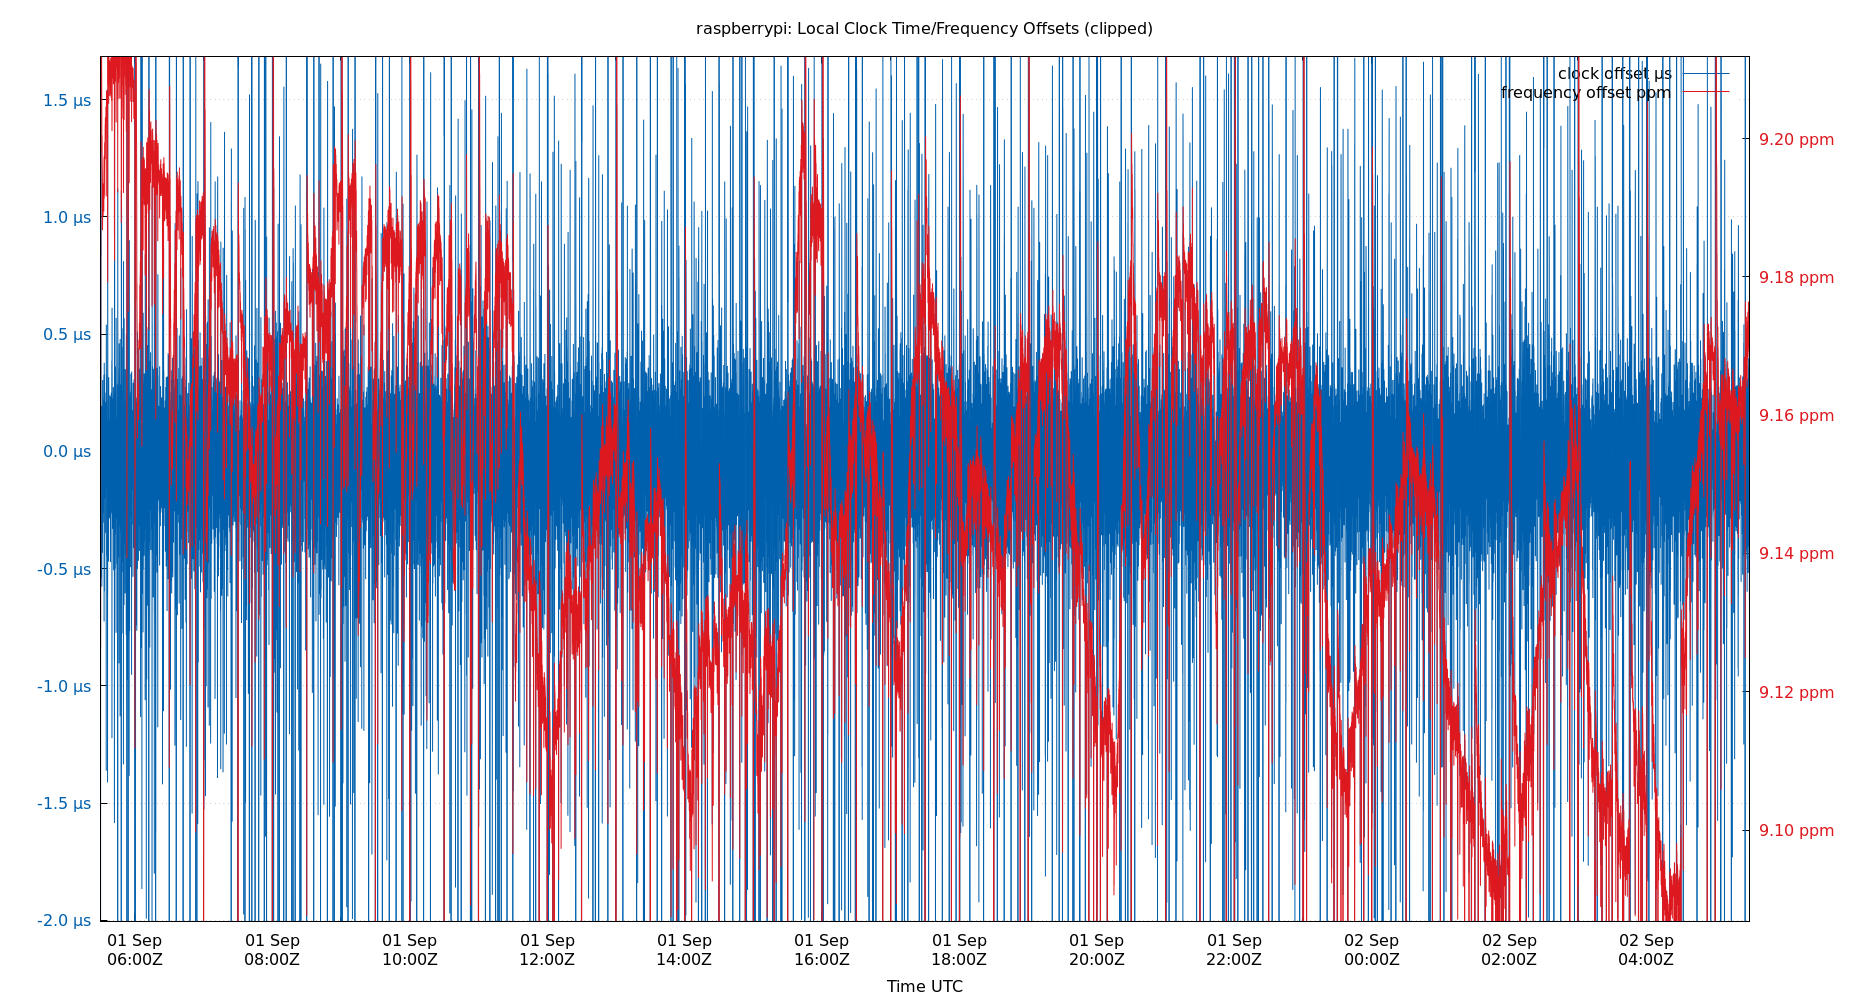 raspberrypi: Local Clock Time/Frequency Offsets (clipped)
clock offset µs
frequency offset ppm
1.5 µs
1.0 µs
0.5 µs
0.0 µs
-0.5 µs
-1.0 µs
-1.5 µs
-2.0 µs
9.20 ppm
9.18 ppm
9.16 ppm
9.14 ppm
9.12 ppm
9.10 ppm
01 Sep
06:00Z
01 Sep
08:00Z
01 Sep
10:00Z
01 Sep
12:00Z
01 Sep
14:00Z
01 Sep
16:00Z
01 Sep
18:00Z
01 Sep
20:00Z
01 Sep
22:00Z
02 Sep
00:00Z
02 Sep
02:00Z
02 Sep
04:00Z
Time UTC